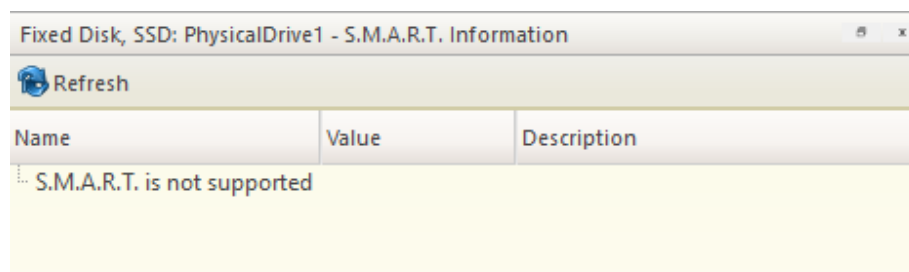 Fixed Disk, SSD: PhysicalDrive1 - S.M.A.R.T. Information
Refresh
Name Value Description
S.M.A.R.T. is not supported